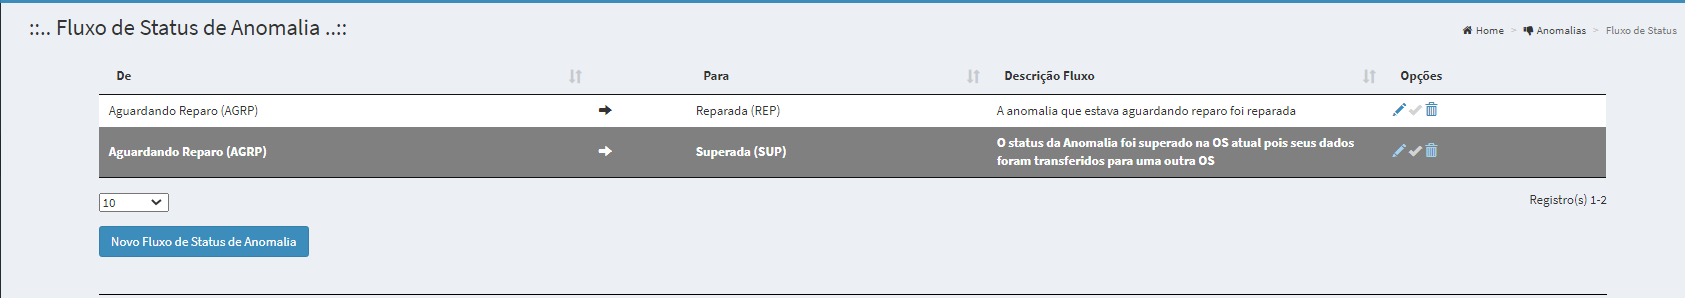 ::.. Fluxo de Status de Anomalia ..::
Home > Anomalias > Fluxo de Status
De Para Descrição Fluxo Opções
Aguardando Reparo (AGRP) Reparada (REP) A anomalia que estava aguardando reparo foi reparada
Aguardando Reparo (AGRP) Superada (SUP) O status da Anomalia foi superado na OS atual pois seus dados
foram transferidos para uma outra OS
10
Registro(s) 1-2
Novo Fluxo de Status de Anomalia